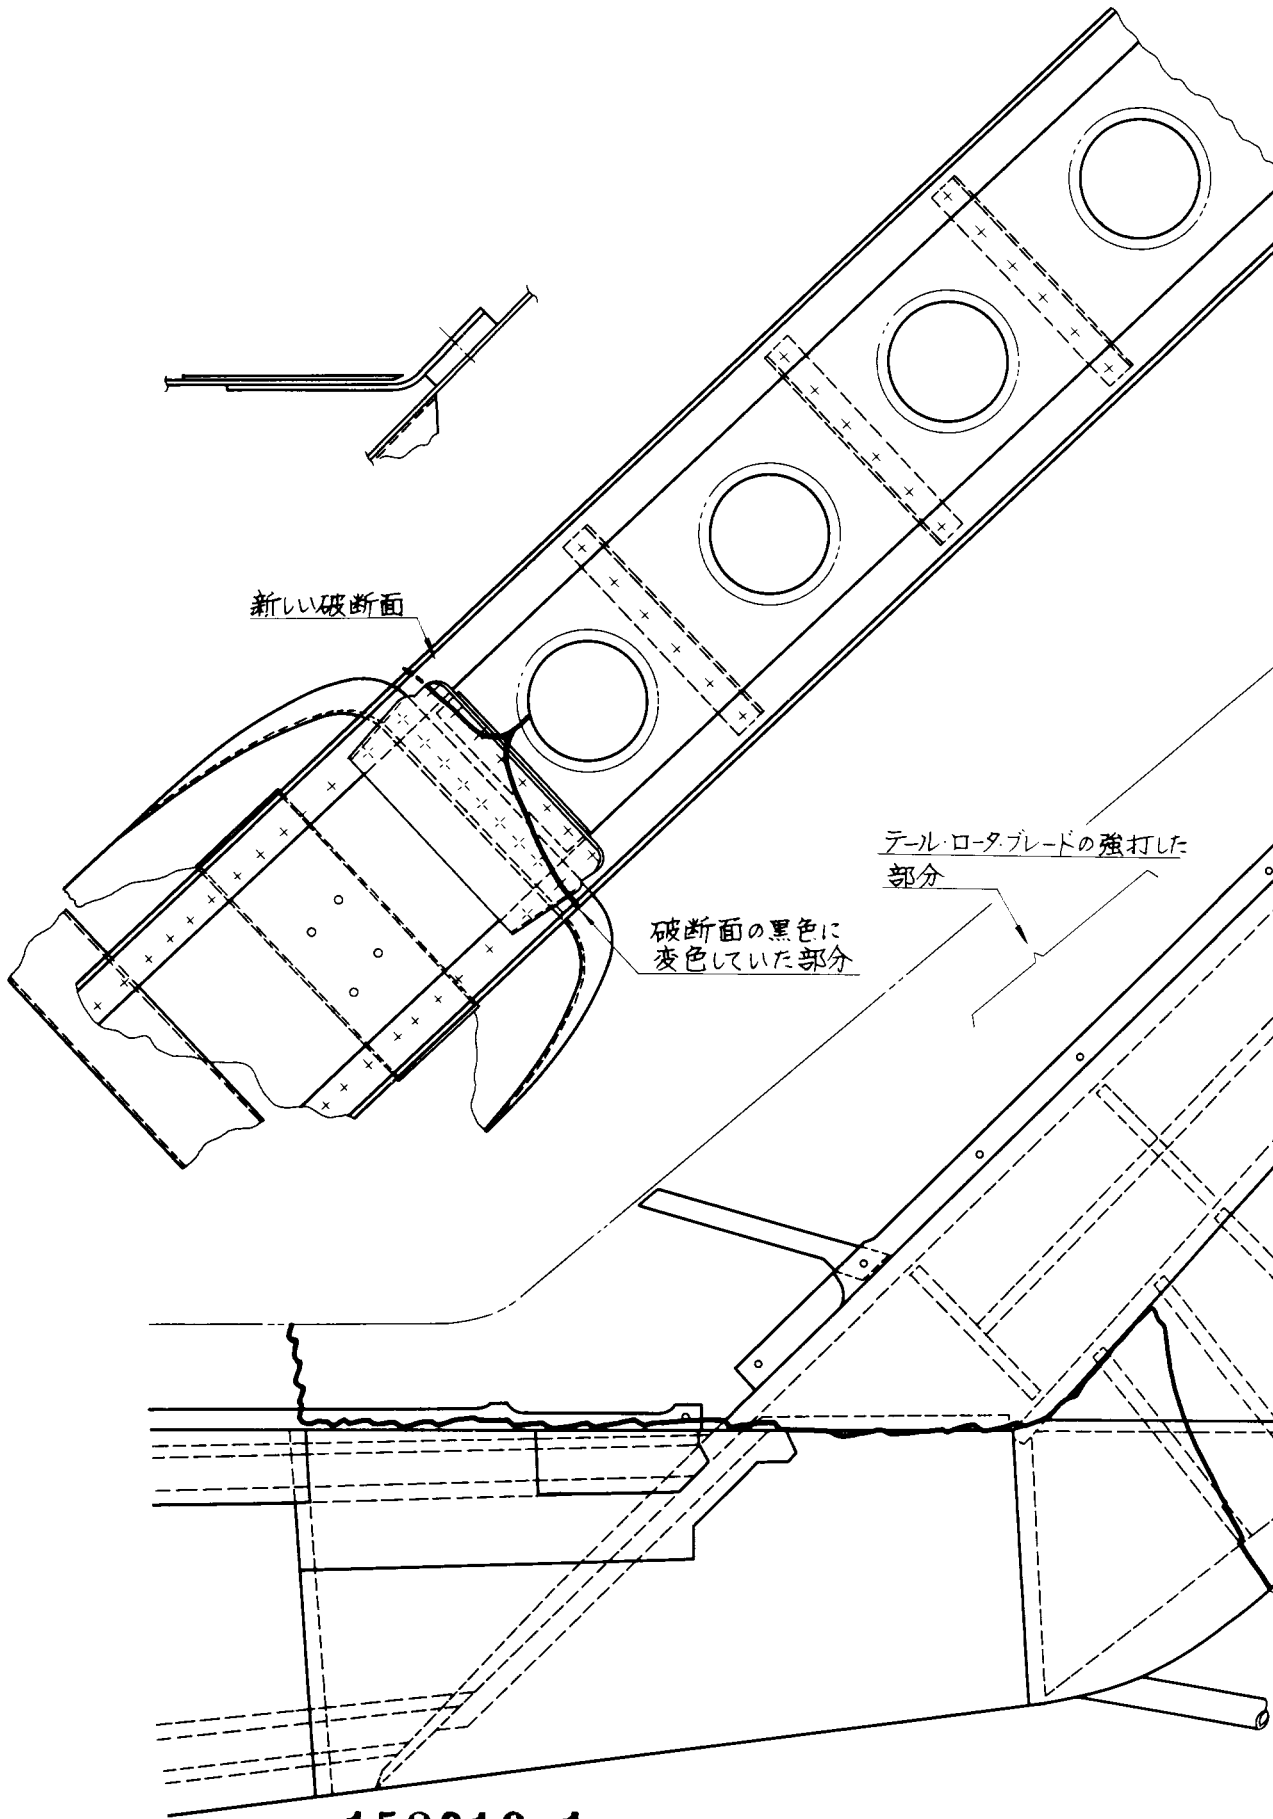 新しい破断面
テール・ロータ・ブレードの強打した
部分
破断面の黒色に
変色していた部分